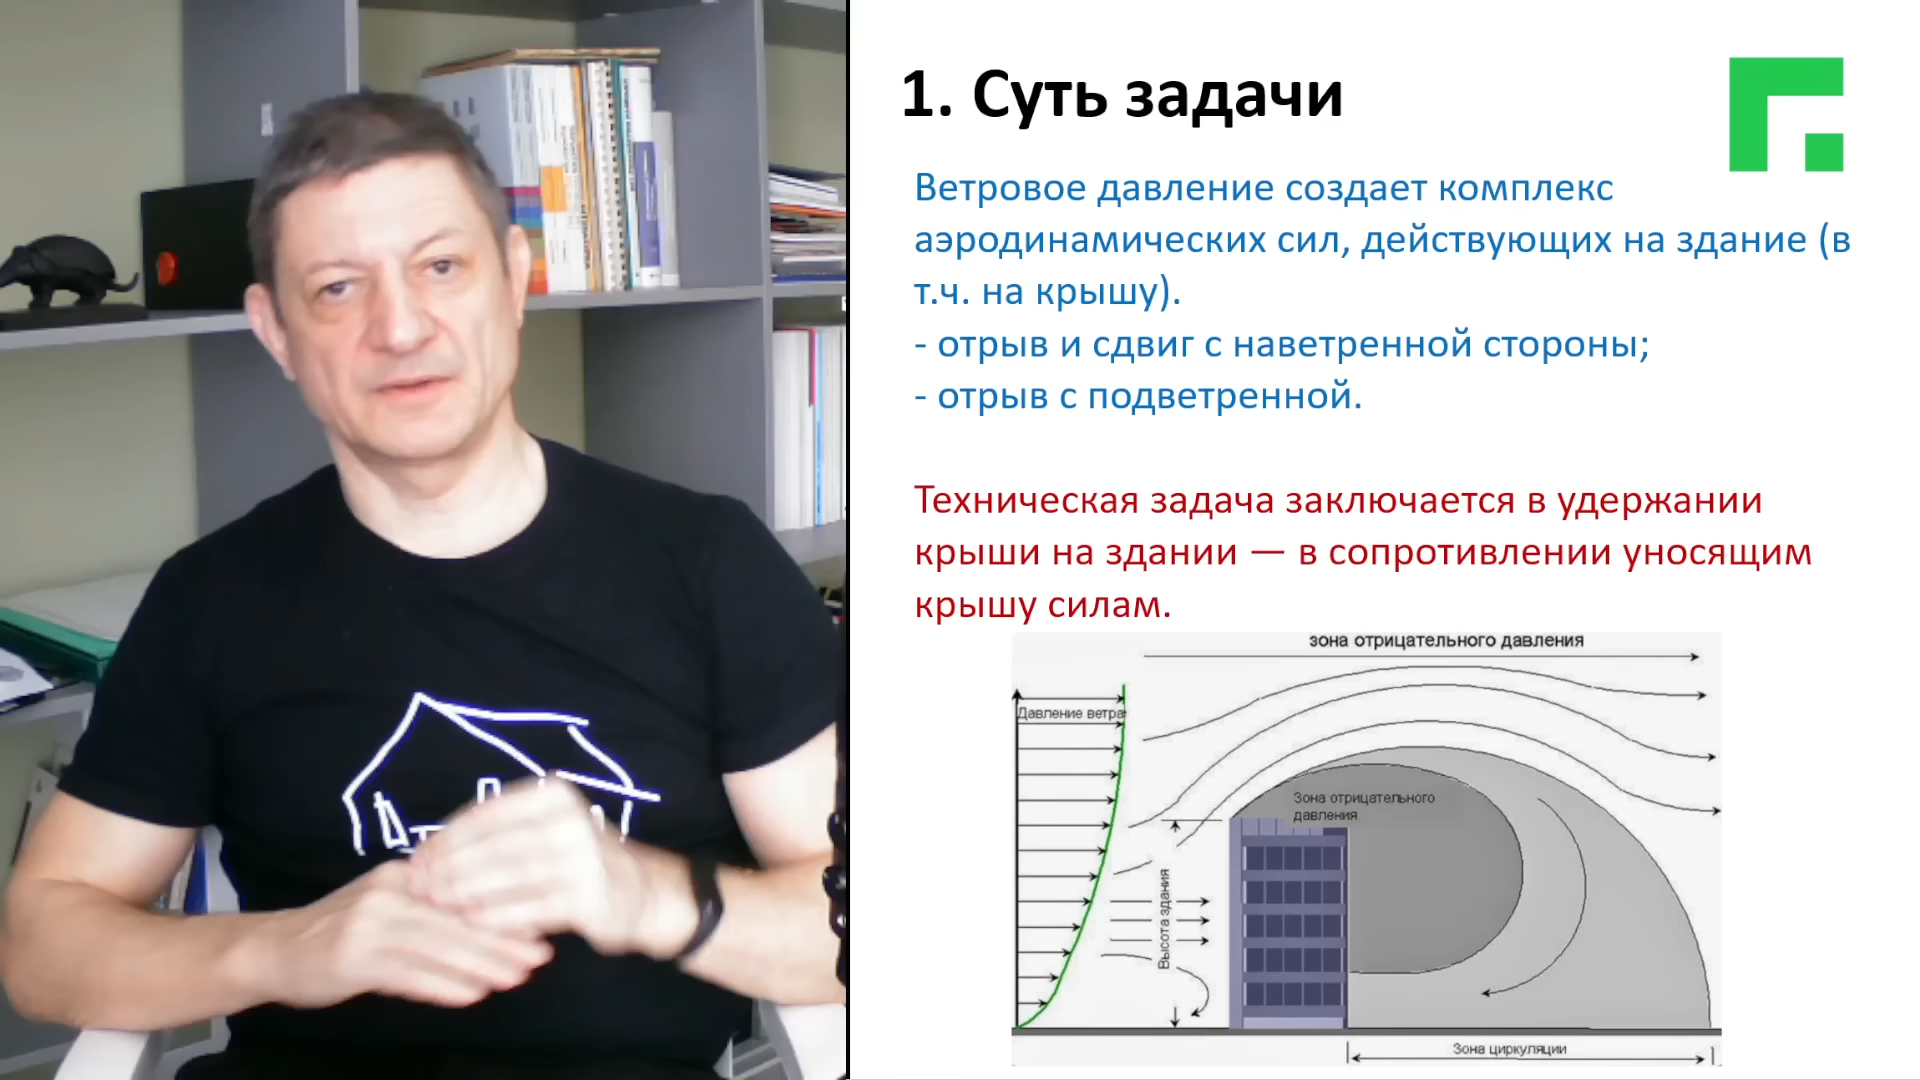 1. Суть задачи
Ветровое давление создает комплекс
аэродинамических сил, действующих на здание (в
т.ч. на крышу).
- отрыв и сдвиг с наветренной стороны;
- отрыв с подветренной.
Техническая задача заключается в удержании
крыши на здании — в сопротивлении уносящим
крышу силам.
зона отрицательного давления
Давление ветра
Зона отрицательного
давления
Высота здания
Зона циркуляции